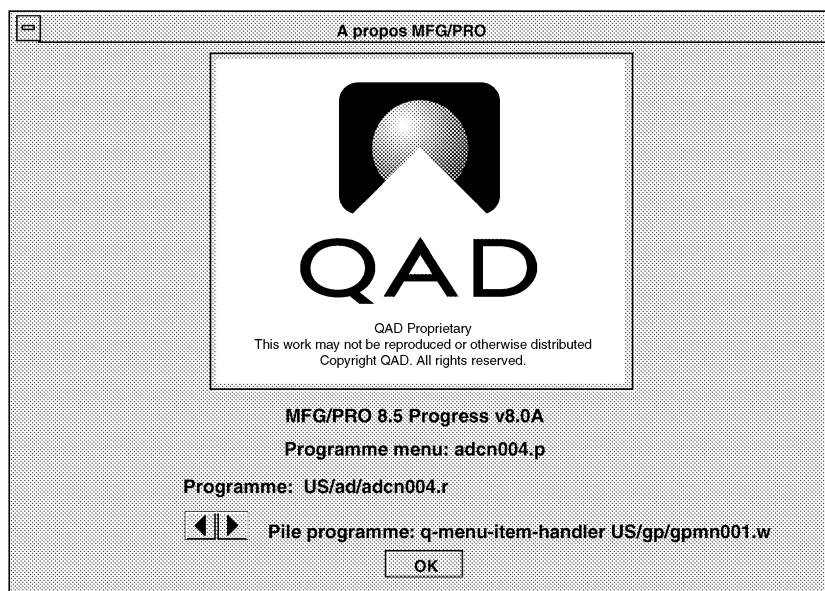 A propos MFG/PRO
QAD
QAD Proprietary
This work may not be reproduced or otherwise distributed
Copyright QAD. All rights reserved.
MFG/PRO 8.5 Progress v8.0A
Programme menu: adcn004.p
Programme: US/ad/adcn004.r
Pile programme: q-menu-item-handler US/gp/gpmn001.w
OK